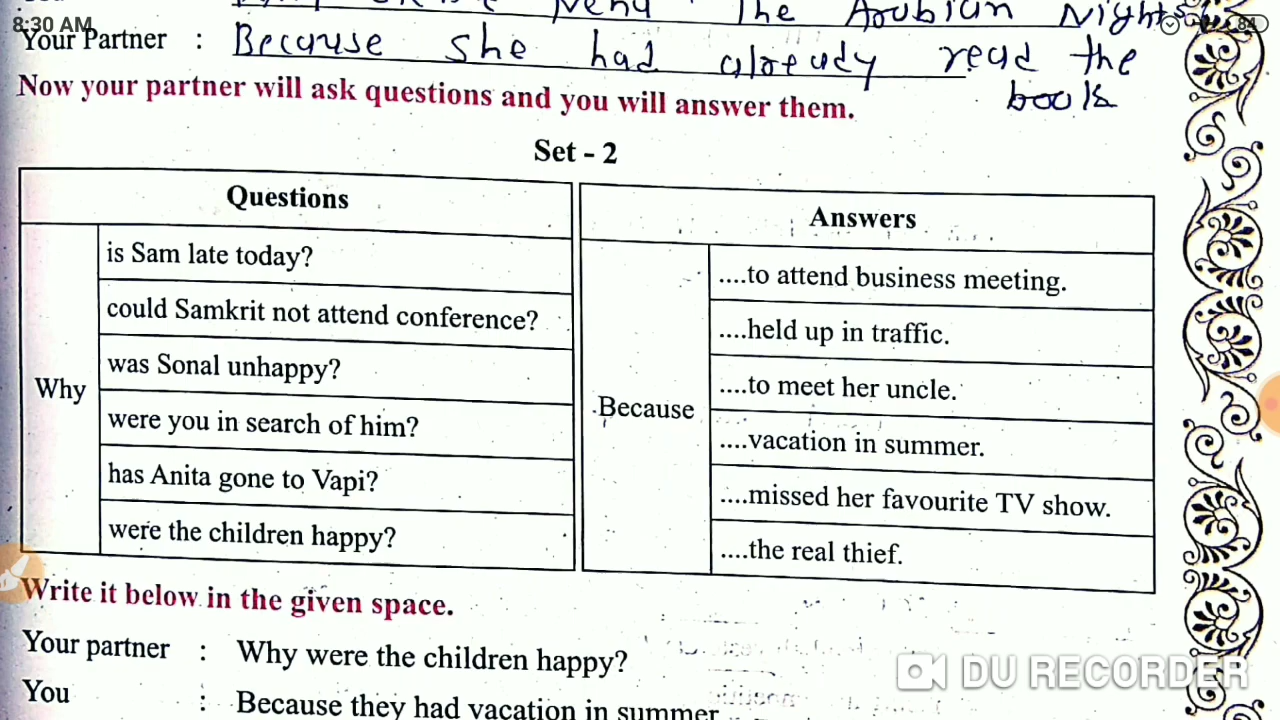 Nena The Arabian Nights
8:30 AM
84
Your Partner : Because she had already read the
book
Now your partner will ask questions and you will answer them.
Set - 2
Questions
Answers
Why
is Sam late today?
could Samkrit not attend conference?
was Sonal unhappy?
were you in search of him?
has Anita gone to Vapi?
were the children happy?
Because
....to attend business meeting.
....held up in traffic.
....to meet her uncle.
....vacation in summer.
....missed her favourite TV show.
....the real thief.
Write it below in the given space.
Your partner : Why were the children happy?
You : Because they had vacation in summer
DU RECORDER